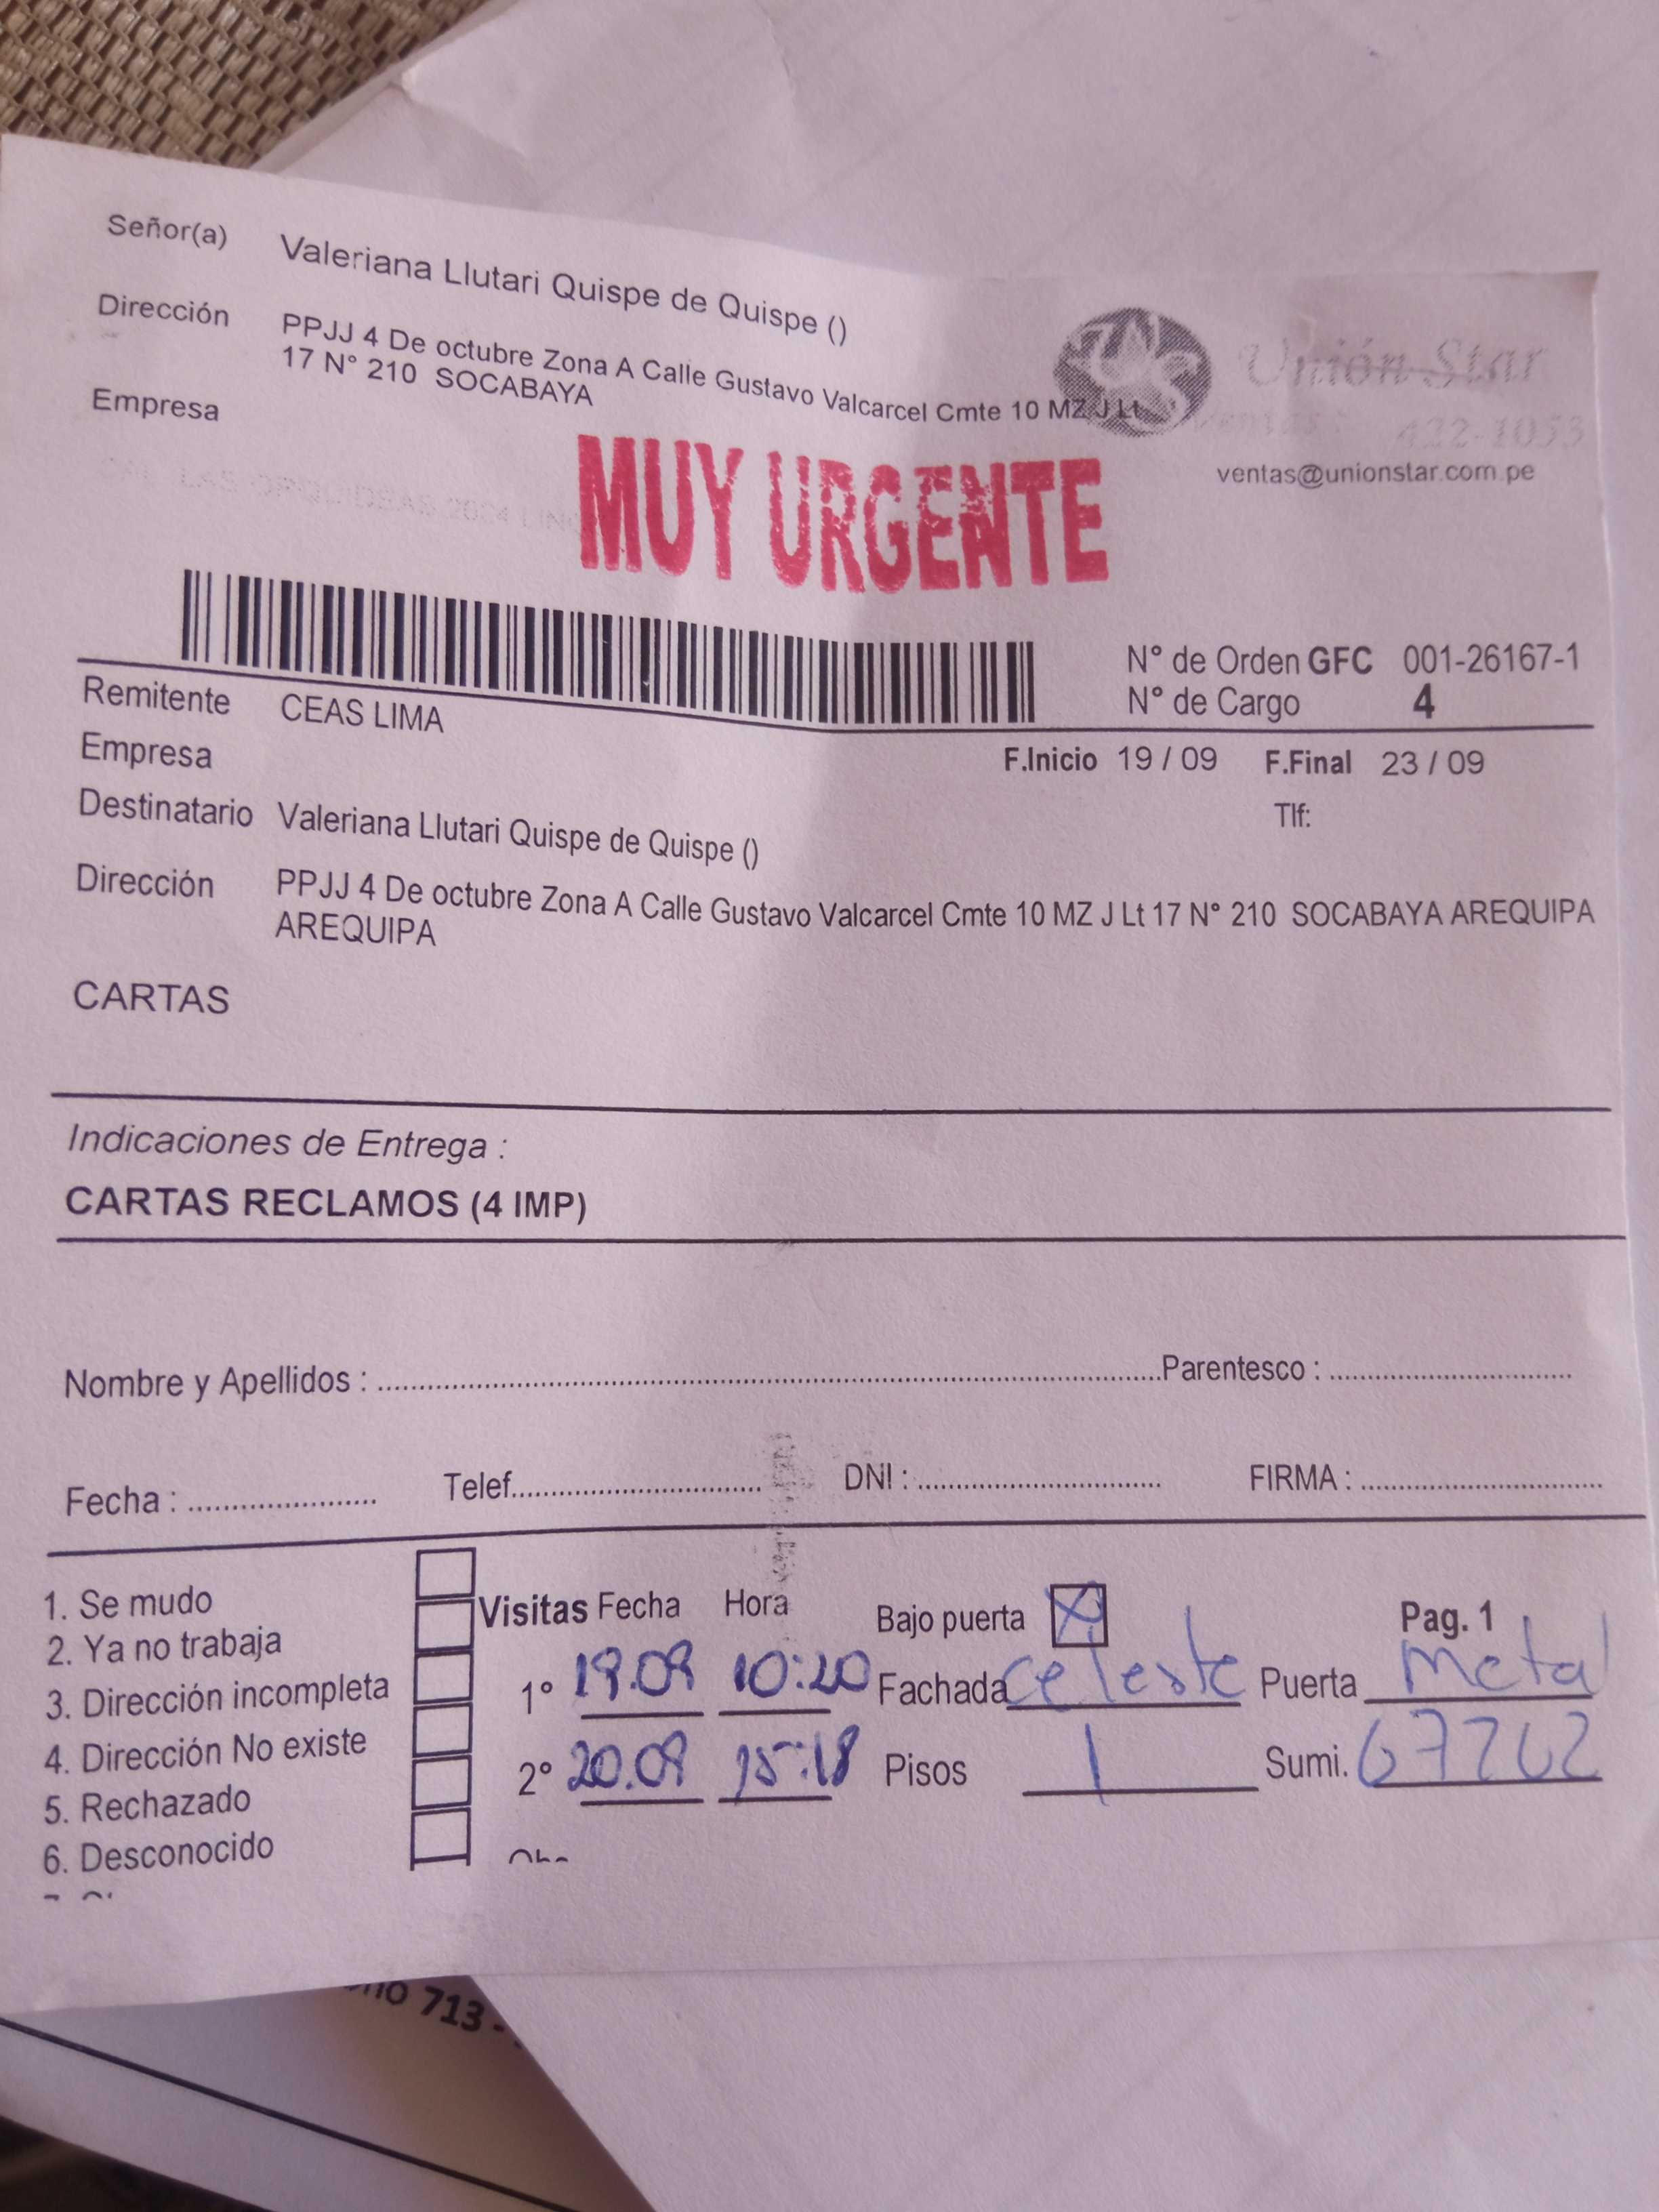 Señor(a) Valeriana Llutari Quispe de Quispe ()
Dirección PPJJ 4 De octubre Zona A Calle Gustavo Valcarcel Cmte 10 MZ J Lt
17 N° 210 SOCABAYA
Empresa
Unión Star
Ventas: 422-1053
ventas@unionstar.com.pe
MUY URGENTE
N° de Orden GFC 001-26167-1
N° de Cargo 4
Remitente CEAS LIMA
Empresa
F.Inicio 19 / 09 F.Final 23 / 09
Tlf:
Destinatario Valeriana Llutari Quispe de Quispe ()
Dirección PPJJ 4 De octubre Zona A Calle Gustavo Valcarcel Cmte 10 MZ J Lt 17 N° 210 SOCABAYA AREQUIPA
AREQUIPA
CARTAS
Indicaciones de Entrega :
CARTAS RECLAMOS (4 IMP)
Nombre y Apellidos : Parentesco :
Fecha : Telef. DNI : FIRMA :
1. Se mudo
2. Ya no trabaja
3. Dirección incompleta
4. Dirección No existe
5. Rechazado
6. Desconocido
Visitas Fecha Hora
1° 19.09 10:20
2° 20.09 15:18
Bajo puerta X Pag. 1
Fachada Celeste Puerta Metal
Pisos 1 Sumi. 67262
713 -